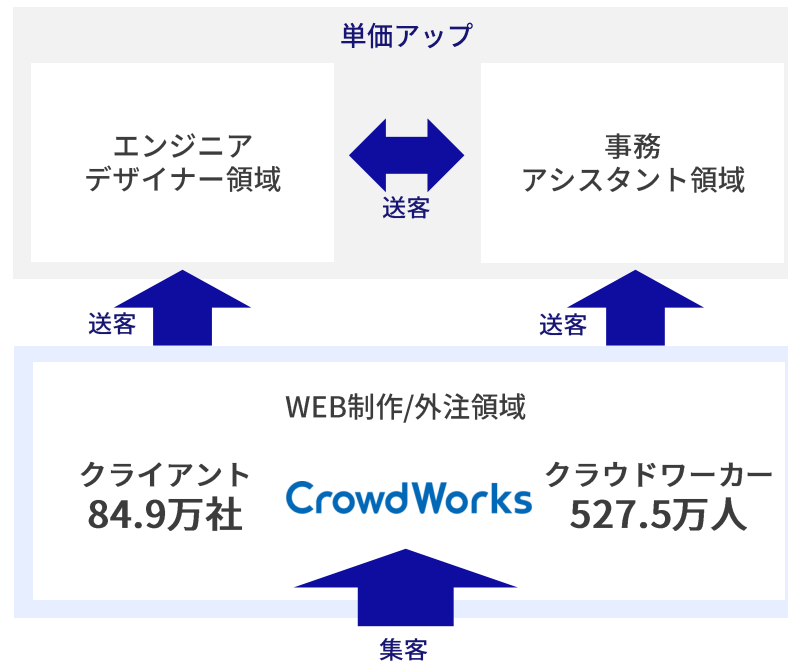 単価アップ
エンジニア
デザイナー領域
事務
アシスタント領域
送客
送客
送客
WEB制作/外注領域
クライアント
84.9万社
CrowdWorks
クラウドワーカー
527.5万人
集客